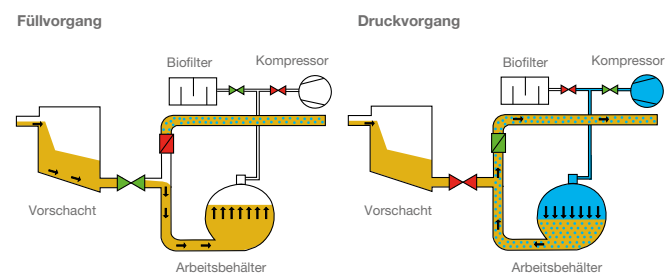 Füllvorgang
Biofilter
Kompressor
Vorschacht
Arbeitsbehälter
Druckvorgang
Biofilter
Kompressor
Vorschacht
Arbeitsbehälter